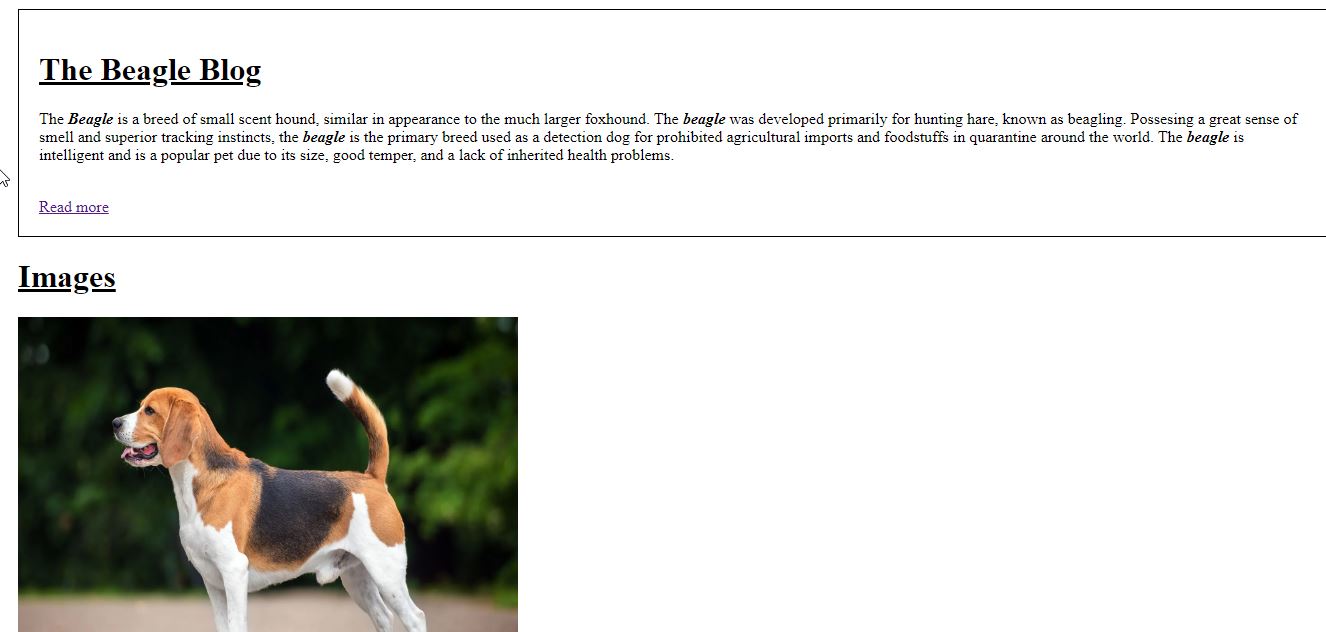 The Beagle Blog
The Beagle is a breed of small scent hound, similar in appearance to the much larger foxhound. The beagle was developed primarily for hunting hare, known as beagling. Possesing a great sense of
smell and superior tracking instincts, the beagle is the primary breed used as a detection dog for prohibited agricultural imports and foodstuffs in quarantine around the world. The beagle is
intelligent and is a popular pet due to its size, good temper, and a lack of inherited health problems.
Read more
Images